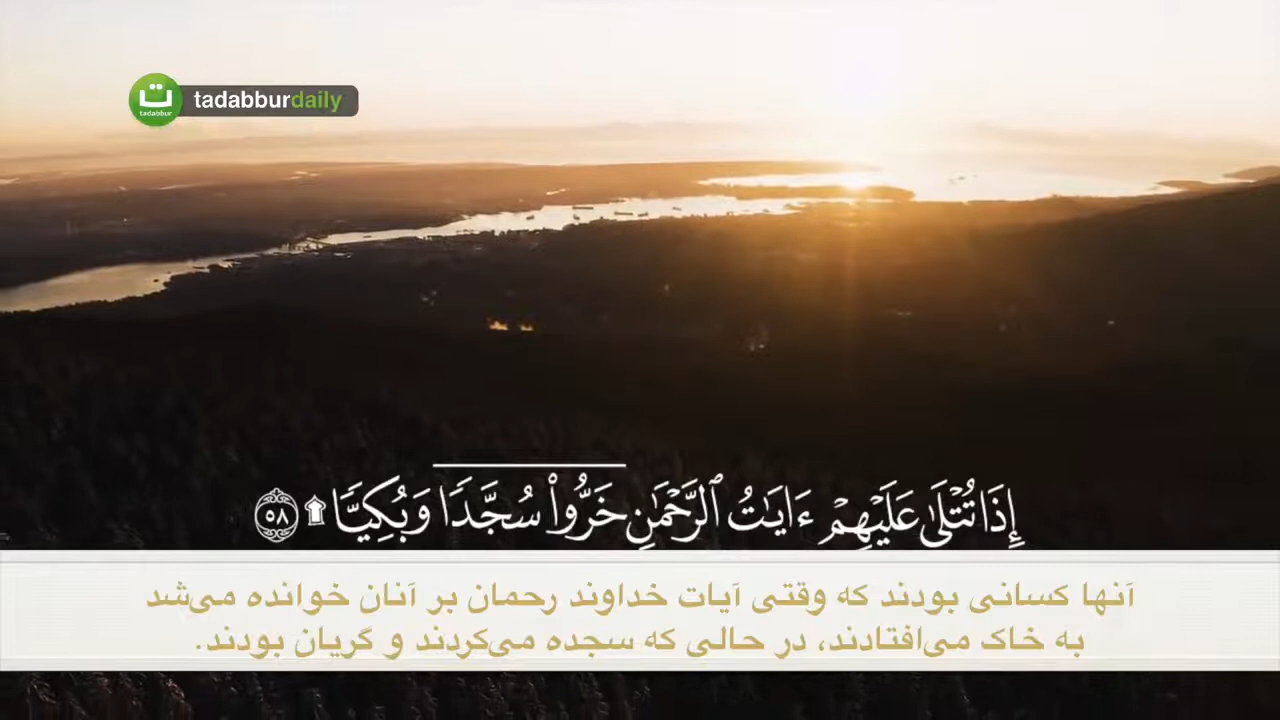 ت
tadabbur
tadabburdaily
إِذَا تُتْلَىٰ عَلَيْهِمْ ءَايَـٰتُ ٱلرَّحْمَـٰنِ خَرُّوا۟ سُجَّدًا وَبُكِيًّا ۩ ٥٨
آنها کسانی بودند که وقتی آیات خداوند رحمان بر آنان خوانده می‌شد
به خاک می‌افتادند، در حالی که سجده می‌کردند و گریان بودند.